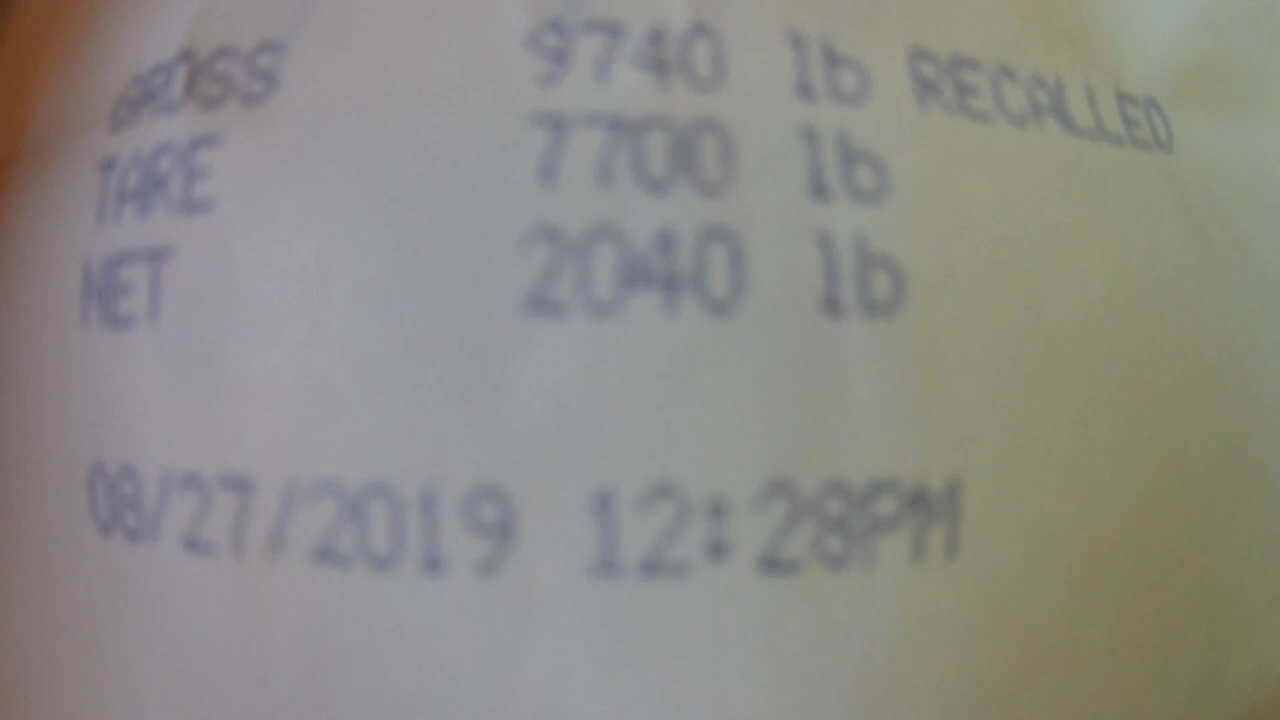 GROSS 9740 lb RECALLED
TARE 7700 lb
NET 2040 lb
08/27/2019 12:28PM